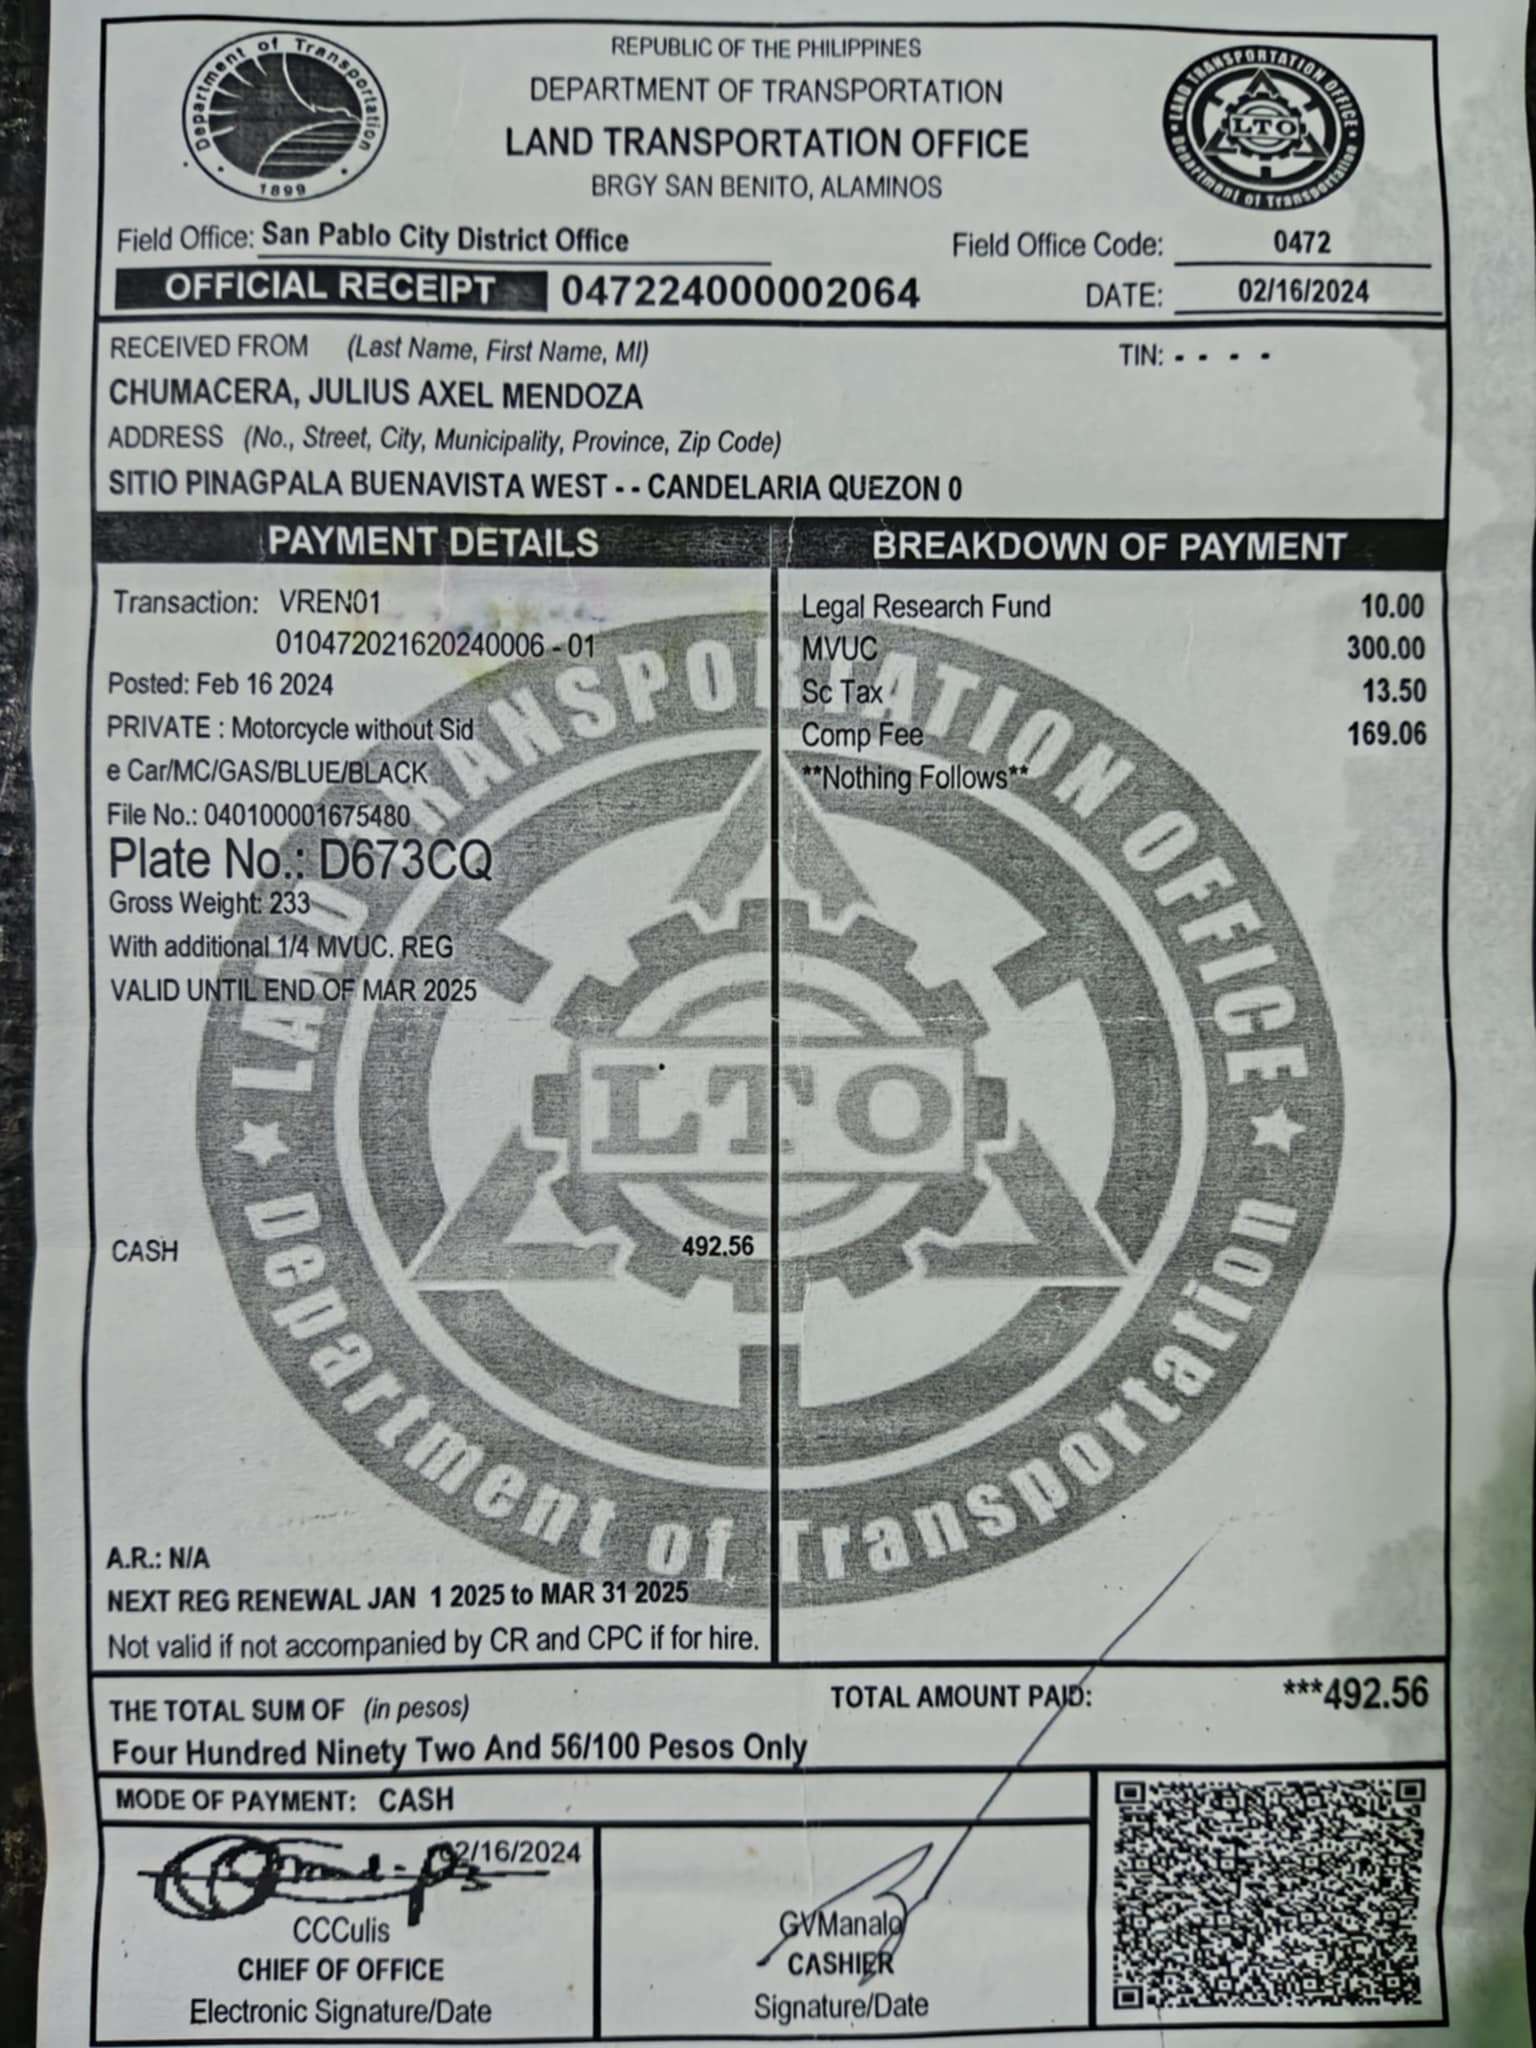 Department of Transportation
1899
REPUBLIC OF THE PHILIPPINES
DEPARTMENT OF TRANSPORTATION
LAND TRANSPORTATION OFFICE
BRGY SAN BENITO, ALAMINOS
LAND TRANSPORTATION OFFICE
LTO
Department of Transportation
Field Office: San Pablo City District Office
Field Office Code: 0472
OFFICIAL RECEIPT 047224000002064
DATE: 02/16/2024
RECEIVED FROM (Last Name, First Name, MI)
TIN: - - - -
CHUMACERA, JULIUS AXEL MENDOZA
ADDRESS (No., Street, City, Municipality, Province, Zip Code)
SITIO PINAGPALA BUENAVISTA WEST - - CANDELARIA QUEZON 0
PAYMENT DETAILS
Transaction: VREN01
010472021620240006 - 01
Posted: Feb 16 2024
PRIVATE : Motorcycle without Sid
e Car/MC/GAS/BLUE/BLACK
File No.: 040100001675480
Plate No.: D673CQ
Gross Weight: 233
With additional 1/4 MVUC. REG
VALID UNTIL END OF MAR 2025
CASH 492.56
A.R.: N/A
NEXT REG RENEWAL JAN 1 2025 to MAR 31 2025
Not valid if not accompanied by CR and CPC if for hire.
BREAKDOWN OF PAYMENT
Legal Research Fund 10.00
MVUC 300.00
Sc Tax 13.50
Comp Fee 169.06
**Nothing Follows**
LAND TRANSPORTATION OFFICE
LTO
Department of Transportation
THE TOTAL SUM OF (in pesos)
Four Hundred Ninety Two And 56/100 Pesos Only
TOTAL AMOUNT PAID: ***492.56
MODE OF PAYMENT: CASH
02/16/2024
CCCulis
CHIEF OF OFFICE
Electronic Signature/Date
GVManalo
CASHIER
Signature/Date